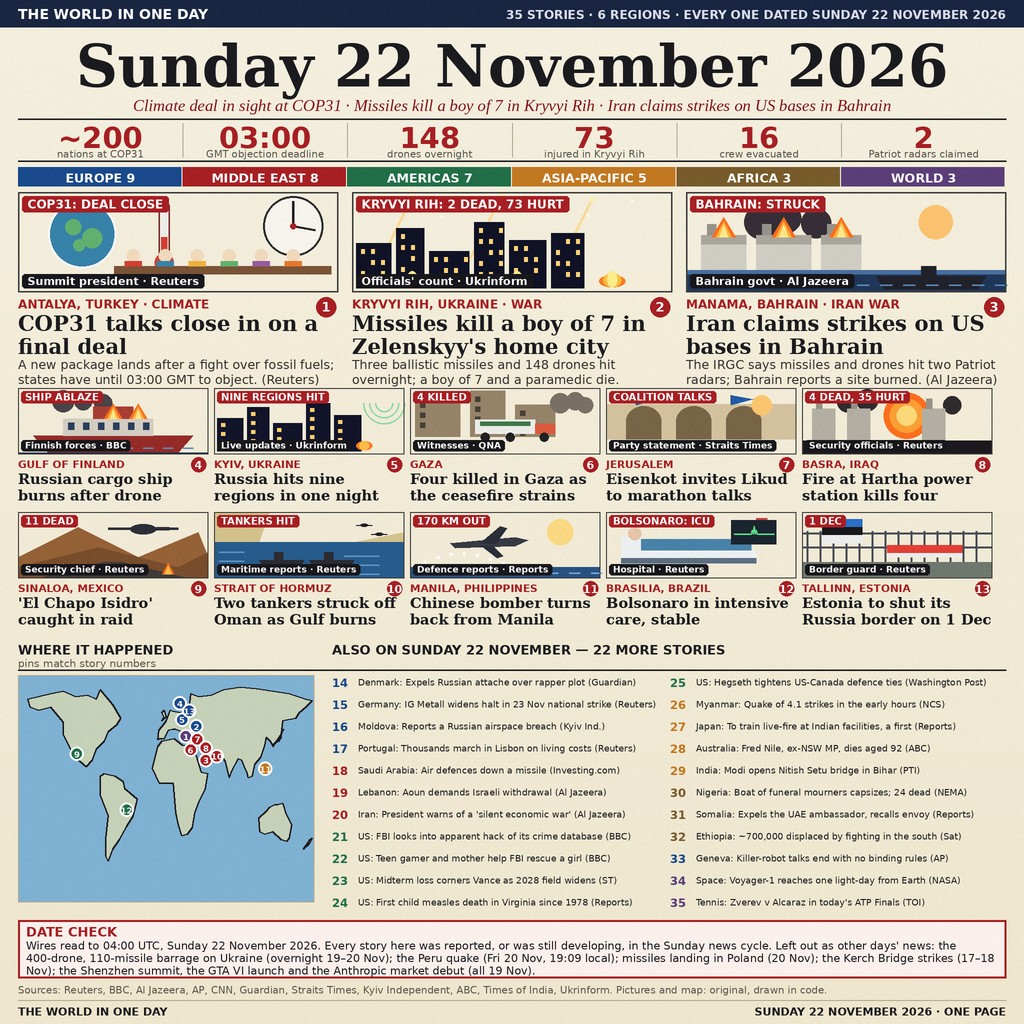 THE WORLD IN ONE DAY
35 STORIES · 6 REGIONS · EVERY ONE DATED SUNDAY 22 NOVEMBER 2026
Sunday 22 November 2026
Climate deal in sight at COP31 · Missiles kill a boy of 7 in Kryvyi Rih · Iran claims strikes on US bases in Bahrain
~200
nations at COP31
03:00
GMT objection deadline
148
drones overnight
73
injured in Kryvyi Rih
16
crew evacuated
2
Patriot radars claimed
EUROPE 9
MIDDLE EAST 8
AMERICAS 7
ASIA-PACIFIC 5
AFRICA 3
WORLD 3
COP31: DEAL CLOSE
Summit president · Reuters
ANTALYA, TURKEY · CLIMATE
1
COP31 talks close in on a
final deal
A new package lands after a fight over fossil fuels;
states have until 03:00 GMT to object. (Reuters)
KRYVYI RIH: 2 DEAD, 73 HURT
Officials' count · Ukrinform
KRYVYI RIH, UKRAINE · WAR
2
Missiles kill a boy of 7 in
Zelenskyy's home city
Three ballistic missiles and 148 drones hit
overnight; a boy of 7 and a paramedic die.
BAHRAIN: STRUCK
Bahrain govt · Al Jazeera
MANAMA, BAHRAIN · IRAN WAR
3
Iran claims strikes on US
bases in Bahrain
The IRGC says missiles and drones hit two Patriot
radars; Bahrain reports a site burned. (Al Jazeera)
SHIP ABLAZE
Finnish forces · BBC
GULF OF FINLAND
4
Russian cargo ship
burns after drone
NINE REGIONS HIT
Live updates · Ukrinform
KYIV, UKRAINE
5
Russia hits nine
regions in one night
4 KILLED
Witnesses · QNA
GAZA
6
Four killed in Gaza as
the ceasefire strains
COALITION TALKS
Party statement · Straits Times
JERUSALEM
7
Eisenkot invites Likud
to marathon talks
4 DEAD, 35 HURT
Security officials · Reuters
BASRA, IRAQ
8
Fire at Hartha power
station kills four
11 DEAD
Security chief · Reuters
SINALOA, MEXICO
9
'El Chapo Isidro'
caught in raid
TANKERS HIT
Maritime reports · Reuters
STRAIT OF HORMUZ
10
Two tankers struck off
Oman as Gulf burns
170 KM OUT
Defence reports · Reports
MANILA, PHILIPPINES
11
Chinese bomber turns
back from Manila
BOLSONARO: ICU
Hospital · Reuters
BRASILIA, BRAZIL
12
Bolsonaro in intensive
care, stable
1 DEC
Border guard · Reuters
TALLINN, ESTONIA
13
Estonia to shut its
Russia border on 1 Dec
WHERE IT HAPPENED
pins match story numbers
4
13
5
2
1
7
6
8
3
10
9
11
12
ALSO ON SUNDAY 22 NOVEMBER — 22 MORE STORIES
14 Denmark: Expels Russian attache over rapper plot (Guardian)
15 Germany: IG Metall widens halt in 23 Nov national strike (Reuters)
16 Moldova: Reports a Russian airspace breach (Kyiv Ind.)
17 Portugal: Thousands march in Lisbon on living costs (Reuters)
18 Saudi Arabia: Air defences down a missile (Investing.com)
19 Lebanon: Aoun demands Israeli withdrawal (Al Jazeera)
20 Iran: President warns of a 'silent economic war' (Al Jazeera)
21 US: FBI looks into apparent hack of its crime database (BBC)
22 US: Teen gamer and mother help FBI rescue a girl (BBC)
23 US: Midterm loss corners Vance as 2028 field widens (ST)
24 US: First child measles death in Virginia since 1978 (Reports)
25 US: Hegseth tightens US-Canada defence ties (Washington Post)
26 Myanmar: Quake of 4.1 strikes in the early hours (NCS)
27 Japan: To train live-fire at Indian facilities, a first (Reports)
28 Australia: Fred Nile, ex-NSW MP, dies aged 92 (ABC)
29 India: Modi opens Nitish Setu bridge in Bihar (PTI)
30 Nigeria: Boat of funeral mourners capsizes; 24 dead (NEMA)
31 Somalia: Expels the UAE ambassador, recalls envoy (Reports)
32 Ethiopia: ~700,000 displaced by fighting in the south (Sat)
33 Geneva: Killer-robot talks end with no binding rules (AP)
34 Space: Voyager-1 reaches one light-day from Earth (NASA)
35 Tennis: Zverev v Alcaraz in today's ATP Finals (TOI)
DATE CHECK
Wires read to 04:00 UTC, Sunday 22 November 2026. Every story here was reported, or was still developing, in the Sunday news cycle. Left out as other days' news: the
400-drone, 110-missile barrage on Ukraine (overnight 19–20 Nov); the Peru quake (Fri 20 Nov, 19:09 local); missiles landing in Poland (20 Nov); the Kerch Bridge strikes (17–18
Nov); the Shenzhen summit, the GTA VI launch and the Anthropic market debut (all 19 Nov).
Sources: Reuters, BBC, Al Jazeera, AP, CNN, Guardian, Straits Times, Kyiv Independent, ABC, Times of India, Ukrinform. Pictures and map: original, drawn in code.
THE WORLD IN ONE DAY
SUNDAY 22 NOVEMBER 2026 · ONE PAGE